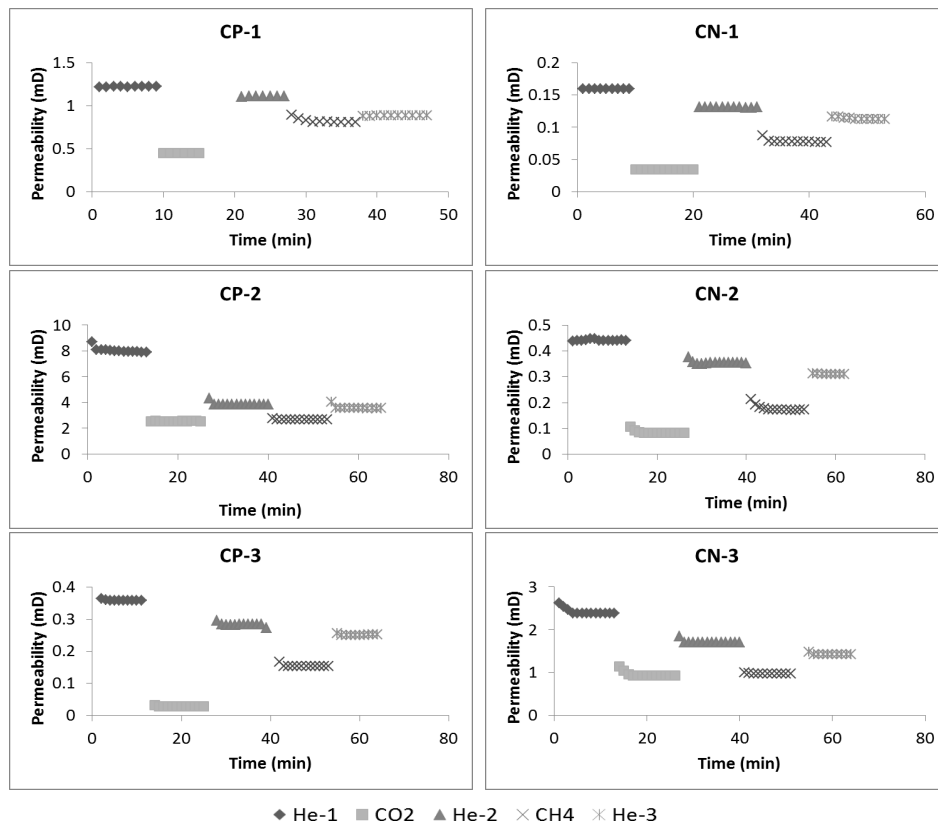 CP-1
Permeability (mD)
1.5
1
0.5
0
0 10 20 30 40 50
Time (min)
CN-1
Permeability (mD)
0.2
0.15
0.1
0.05
0
0 20 40 60
Time (min)
CP-2
Permeability (mD)
10
8
6
4
2
0
0 20 40 60 80
Time (min)
CN-2
Permeability (mD)
0.5
0.4
0.3
0.2
0.1
0
0 20 40 60 80
Time (min)
CP-3
Permeability (mD)
0.4
0.3
0.2
0.1
0
0 20 40 60 80
Time (min)
CN-3
Permeability (mD)
3
2
1
0
0 20 40 60 80
Time (min)
He-1 CO2 He-2 CH4 He-3